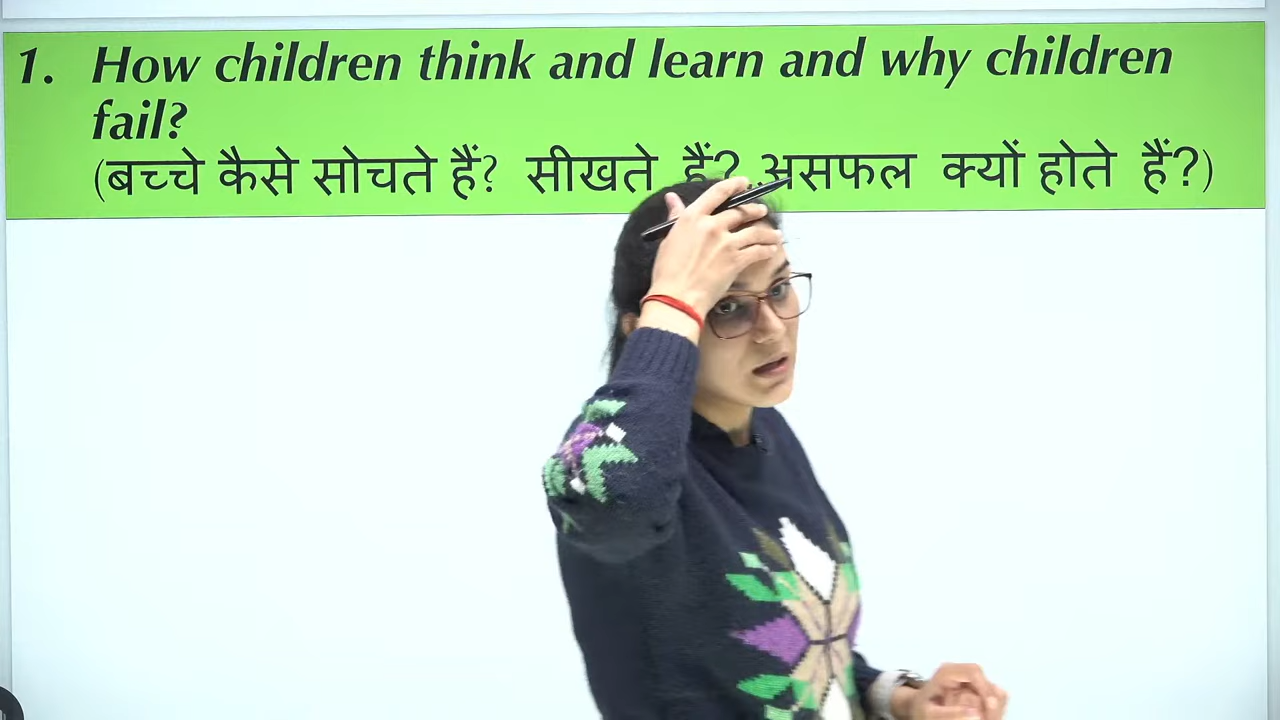 1. How children think and learn and why children
fail?
(बच्चे कैसे सोचते हैं? सीखते हैं? असफल क्यों होते हैं?)